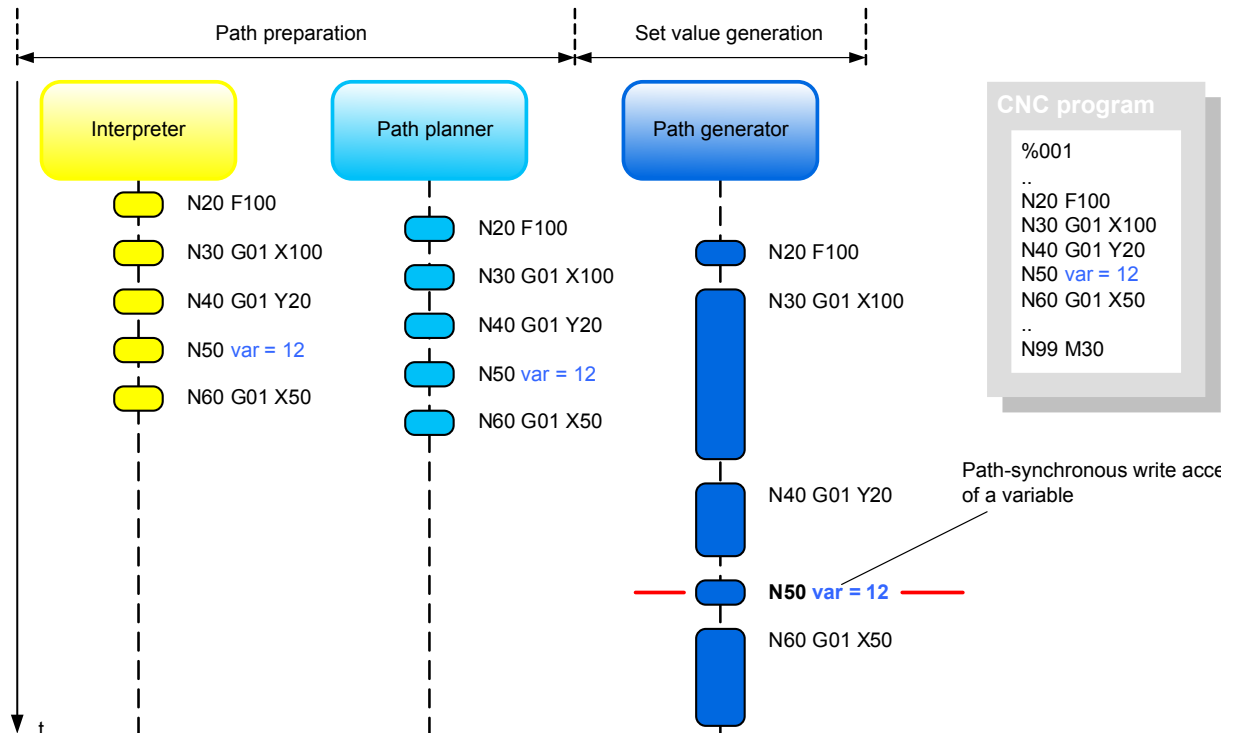 Path preparation
Set value generation
Interpreter
Path planner
Path generator
CNC program
%001
..
N20 F100
N30 G01 X100
N40 G01 Y20
N50 var = 12
N60 G01 X50
..
N99 M30
N20 F100
N30 G01 X100
N40 G01 Y20
N50 var = 12
N60 G01 X50
N20 F100
N30 G01 X100
N40 G01 Y20
N50 var = 12
N60 G01 X50
N20 F100
N30 G01 X100
N40 G01 Y20
N50 var = 12
N60 G01 X50
Path-synchronous write acce
of a variable
t